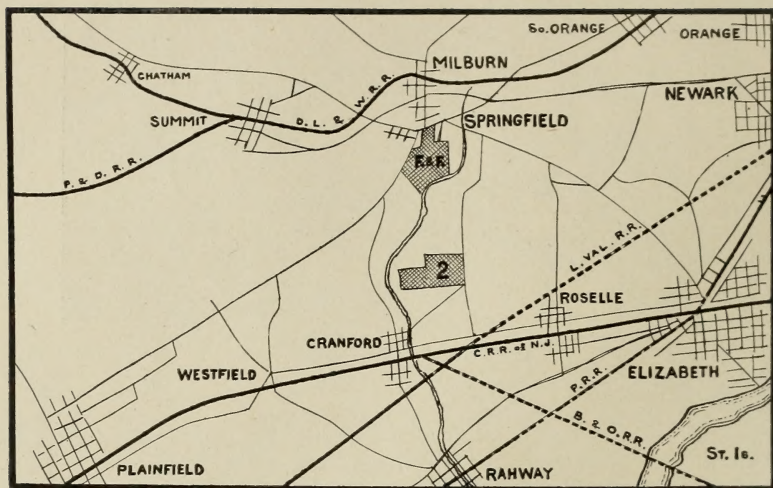 So. ORANGE
ORANGE
MILBURN
CHATHAM
NEWARK
SUMMIT
D. L. & W. R. R.
SPRINGFIELD
P. & D. R. R.
L. VAL. R. R.
2
ROSELLE
CRANFORD
C. R. R. of N. J.
WESTFIELD
P. R. R.
ELIZABETH
B. & O. R. R.
St. Is.
PLAINFIELD
RAHWAY